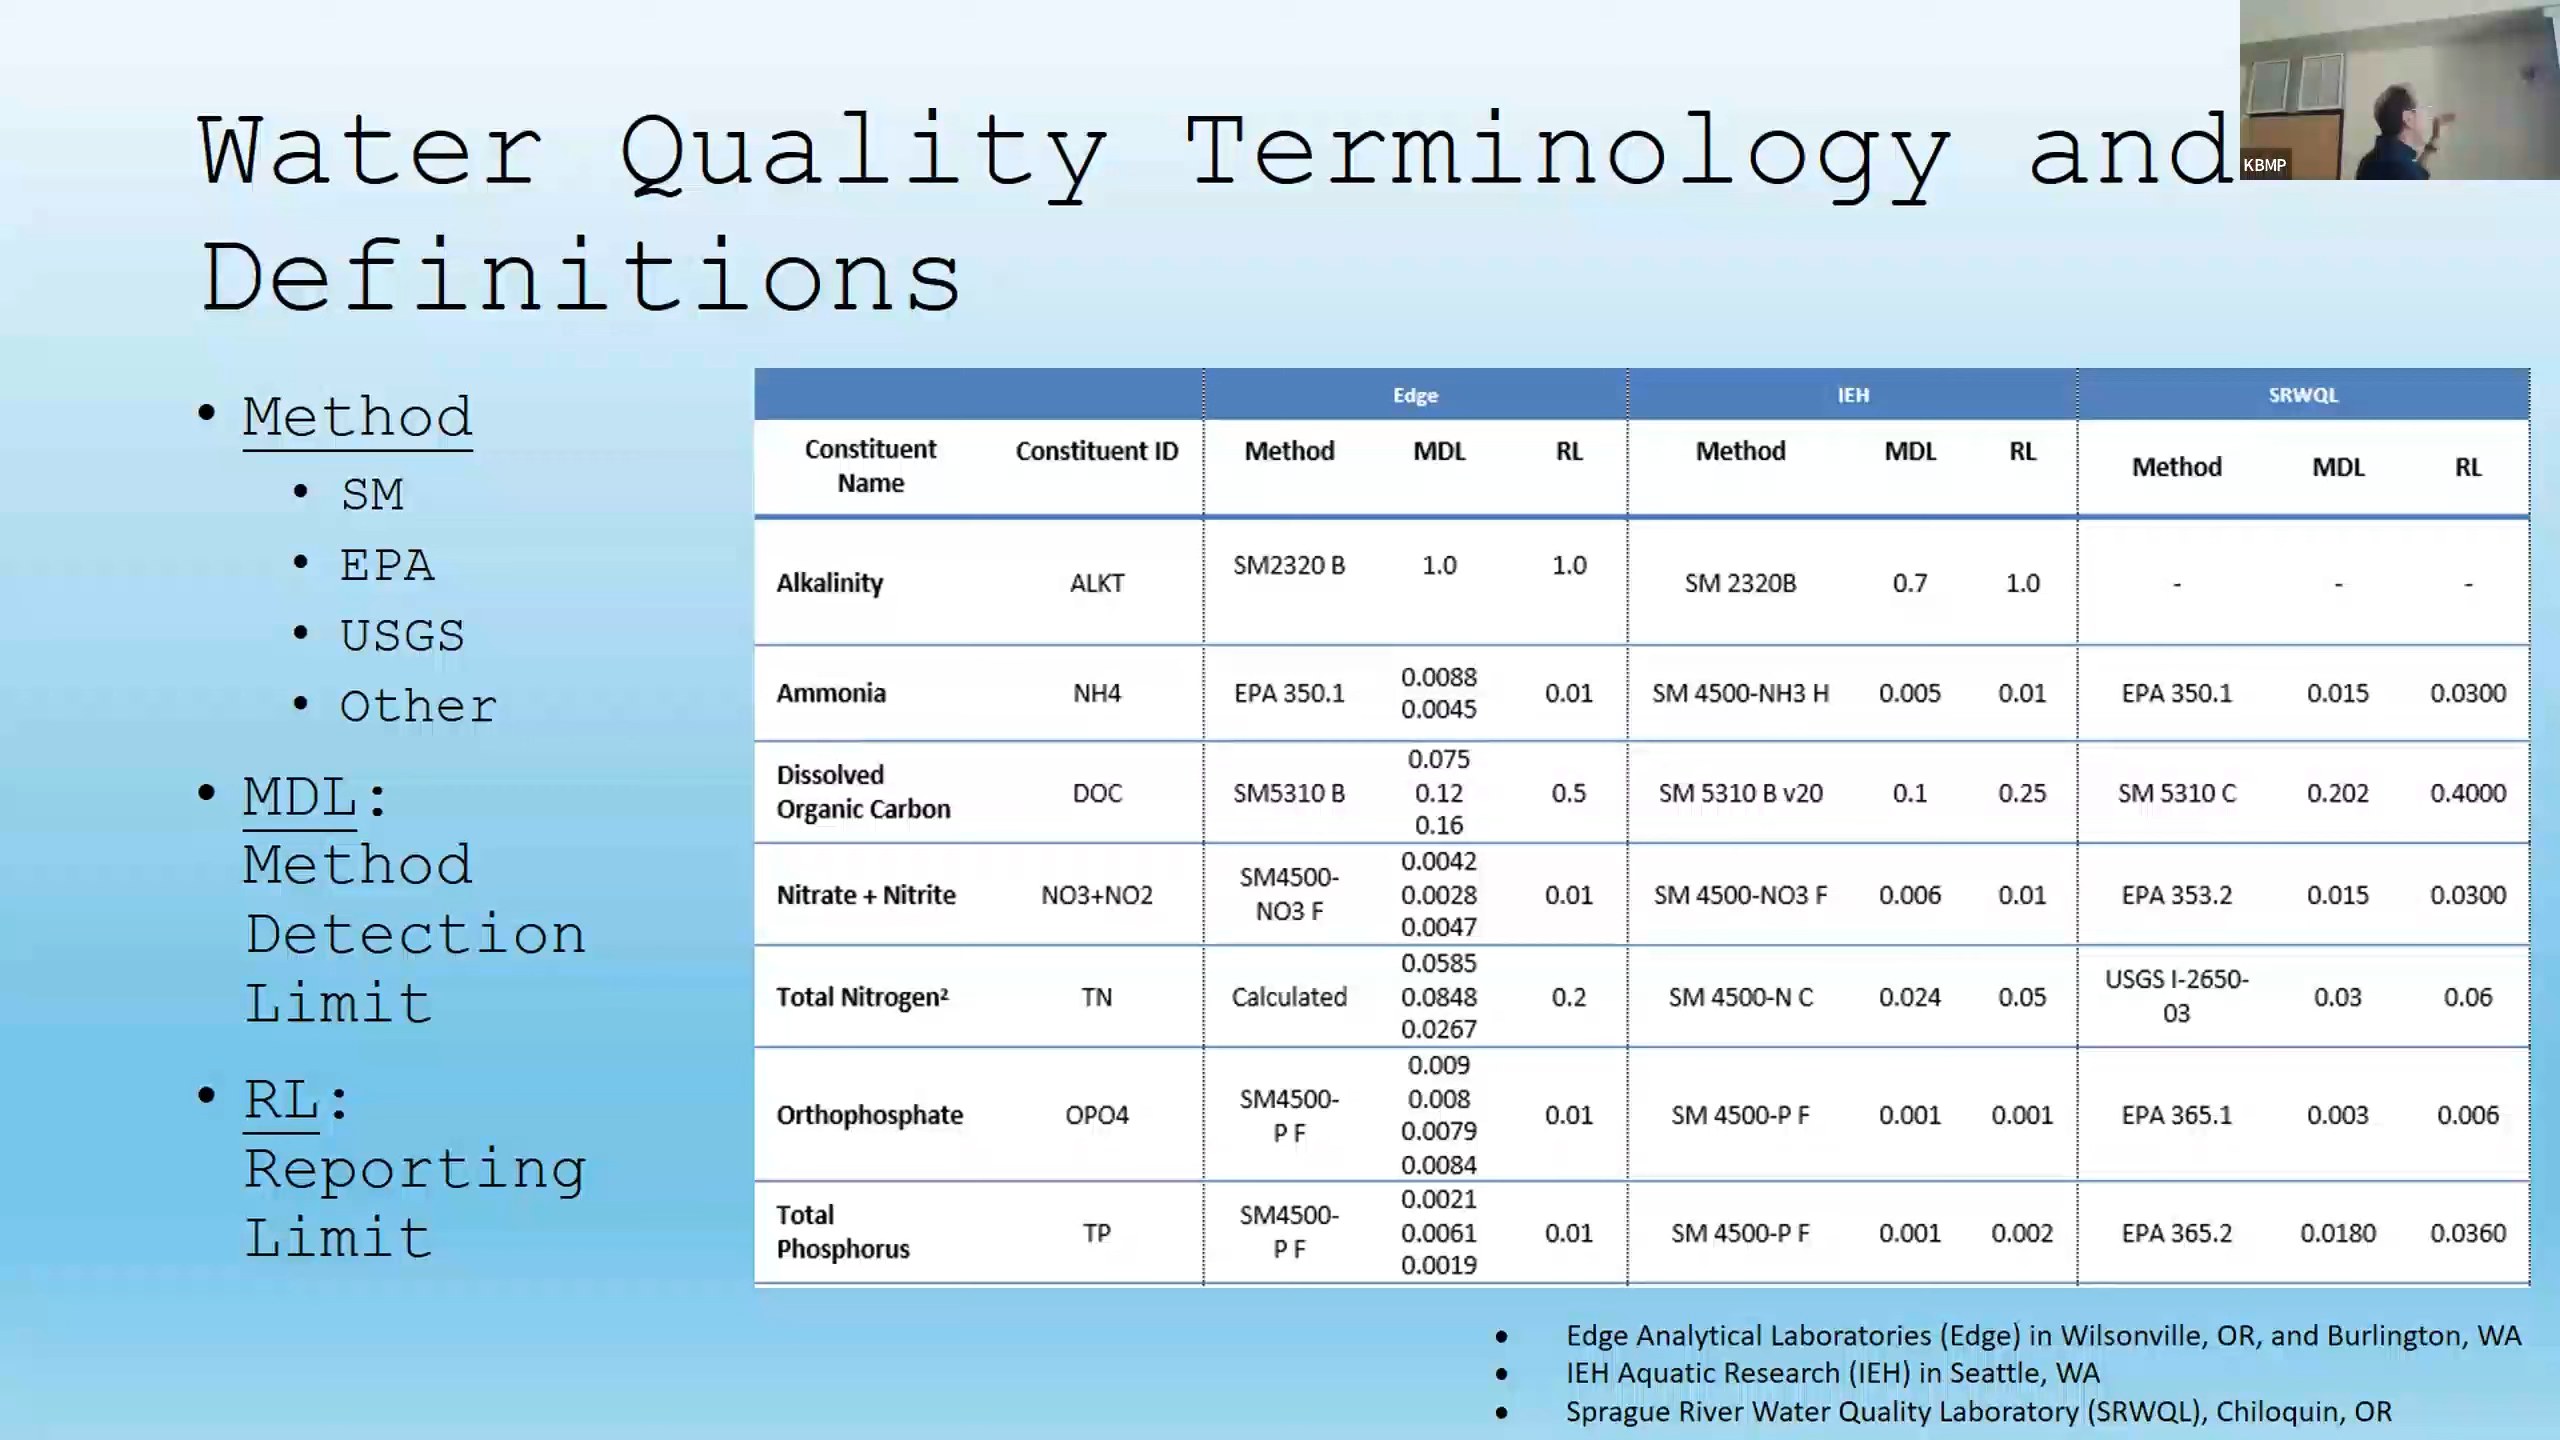 Water Quality Terminology and
Definitions
KBMP
• Method
• SM
• EPA
• USGS
• Other
• MDL:
Method
Detection
Limit
• RL:
Reporting
Limit
Edge IEH SRWQL
Constituent Name Constituent ID Method MDL RL Method MDL RL Method MDL RL
Alkalinity ALKT SM2320 B 1.0 1.0 SM 2320B 0.7 1.0 - - -
Ammonia NH4 EPA 350.1 0.0088 0.0045 0.01 SM 4500-NH3 H 0.005 0.01 EPA 350.1 0.015 0.0300
Dissolved Organic Carbon DOC SM5310 B 0.075 0.12 0.16 0.5 SM 5310 B v20 0.1 0.25 SM 5310 C 0.202 0.4000
Nitrate + Nitrite NO3+NO2 SM4500-NO3 F 0.0042 0.0028 0.0047 0.01 SM 4500-NO3 F 0.006 0.01 EPA 353.2 0.015 0.0300
Total Nitrogen² TN Calculated 0.0585 0.0848 0.0267 0.2 SM 4500-N C 0.024 0.05 USGS I-2650-03 0.03 0.06
Orthophosphate OPO4 SM4500-P F 0.009 0.008 0.0079 0.0084 0.01 SM 4500-P F 0.001 0.001 EPA 365.1 0.003 0.006
Total Phosphorus TP SM4500-P F 0.0021 0.0061 0.0019 0.01 SM 4500-P F 0.001 0.002 EPA 365.2 0.0180 0.0360
• Edge Analytical Laboratories (Edge) in Wilsonville, OR, and Burlington, WA
• IEH Aquatic Research (IEH) in Seattle, WA
• Sprague River Water Quality Laboratory (SRWQL), Chiloquin, OR